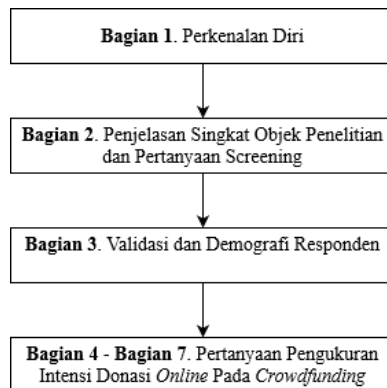 Bagian 1. Perkenalan Diri
Bagian 2. Penjelasan Singkat Objek Penelitian
dan Pertanyaan Screening
Bagian 3. Validasi dan Demografi Responden
Bagian 4 - Bagian 7. Pertanyaan Pengukuran
Intensi Donasi Online Pada Crowdfunding